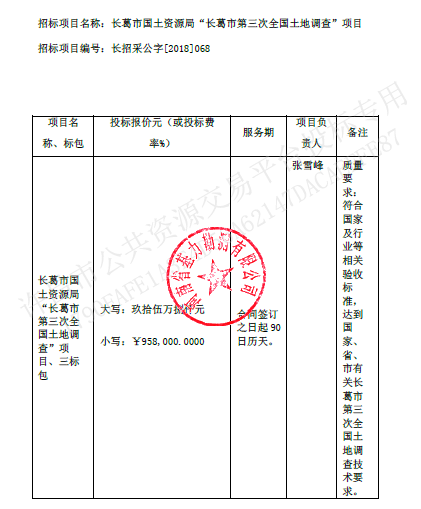 招标项目名称：长葛市国土资源局“长葛市第三次全国土地调查”项目
招标项目编号：长招采公字[2018]068
项目名
称、标包
投标报价元（或投标费
率%）
服务期
项目负
责人
备注
长葛市国
土资源局
“长葛市
第三次全
国土地调
查”项
目、三标
包
大写：玖拾伍万捌仟元
小写：￥958,000.0000
合同签订
之日起 90
日历天。
张雪峰
质量
要
求：
符合
国家
及行
业等
相关
验收
标
准，
达到
国
家、
省、
市有
关长
葛市
第三
次全
国土
地调
查技
术要
求。